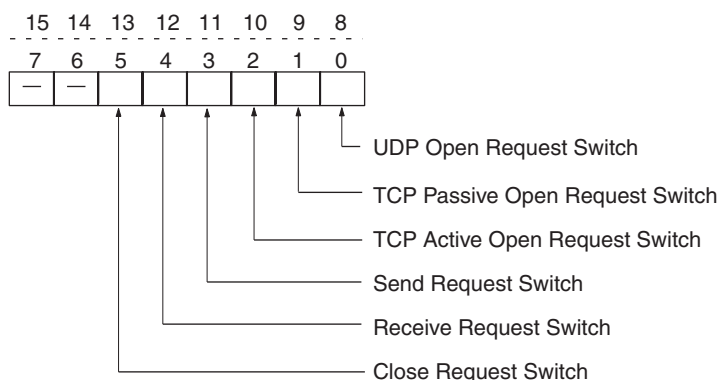 15 14 13 12 11 10 9 8
7 6 5 4 3 2 1 0
— —
UDP Open Request Switch
TCP Passive Open Request Switch
TCP Active Open Request Switch
Send Request Switch
Receive Request Switch
Close Request Switch